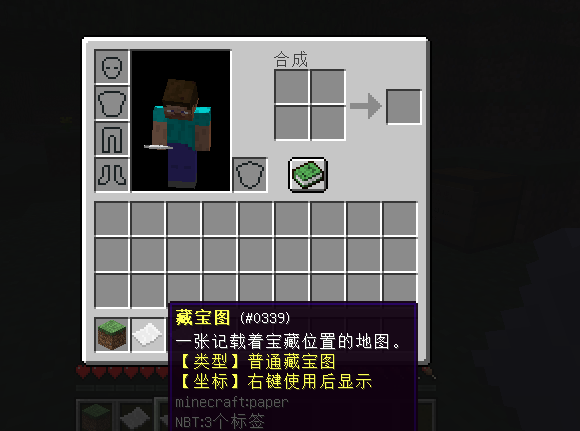 合成
藏宝图 (#0339)
一张记载着宝藏位置的地图。
【类型】普通藏宝图
【坐标】右键使用后显示
minecraft:paper
NBT:3个标签